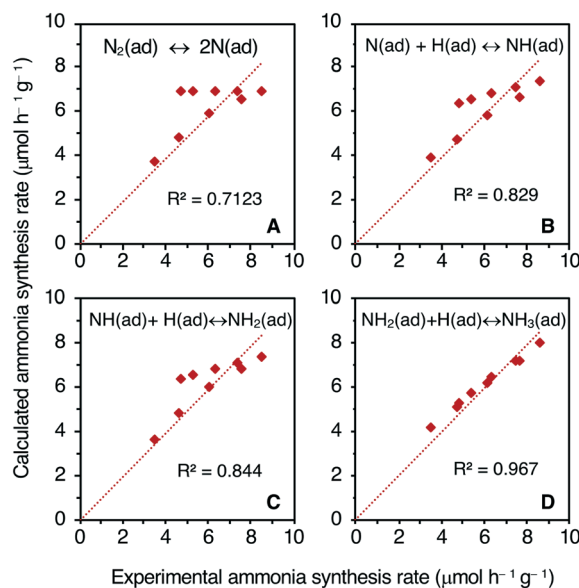 N₂(ad) ↔ 2N(ad)
10
8
6
4
2
0
R² = 0.7123
A
0 2 4 6 8 10
N(ad) + H(ad) ↔ NH(ad)
10
8
6
4
2
0
R² = 0.829
B
0 2 4 6 8 10
Calculated ammonia synthesis rate (μmol h⁻¹ g⁻¹)
NH(ad)+ H(ad)↔NH₂(ad)
10
8
6
4
2
0
R² = 0.844
C
0 2 4 6 8 10
NH₂(ad)+H(ad)↔NH₃(ad)
10
8
6
4
2
0
R² = 0.967
D
0 2 4 6 8 10
Experimental ammonia synthesis rate (μmol h⁻¹ g⁻¹)